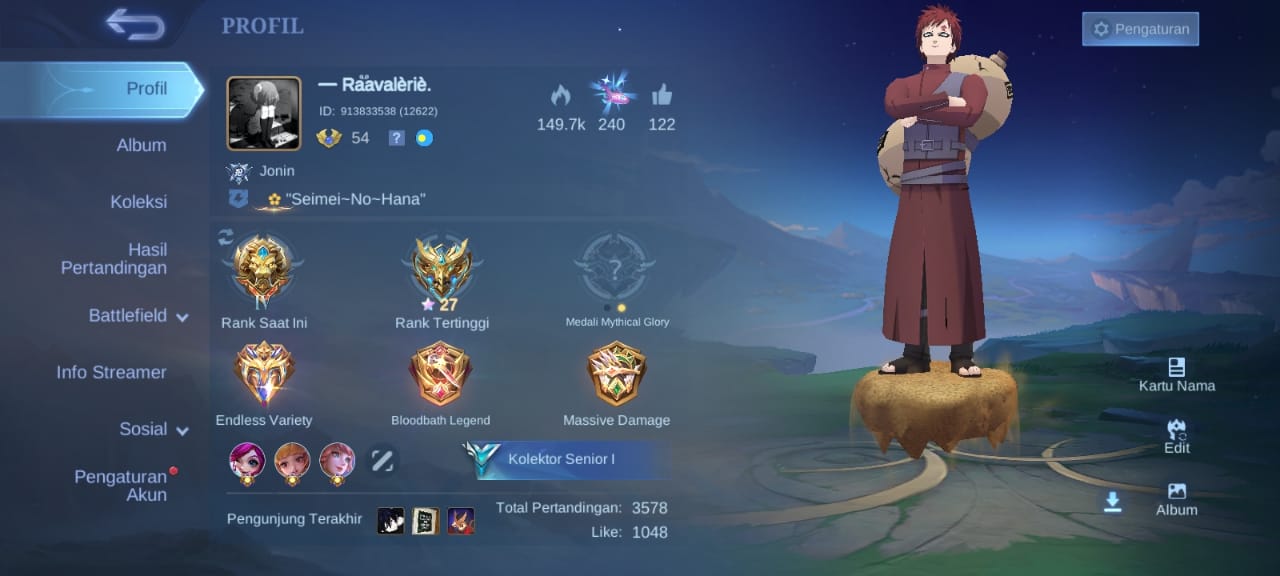 PROFIL
Pengaturan
Profil
Album
Koleksi
Hasil
Pertandingan
Battlefield
Info Streamer
Sosial
Pengaturan
Akun
— Räavalèriè.
ID: 913833538 (12622)
54
?
149.7k
240
122
Jonin
"Seimei~No~Hana"
IV
Rank Saat Ini
27
Rank Tertinggi
?
Medali Mythical Glory
Endless Variety
Bloodbath Legend
Massive Damage
Kolektor Senior I
Pengunjung Terakhir
Total Pertandingan: 3578
Like: 1048
Kartu Nama
Edit
Album